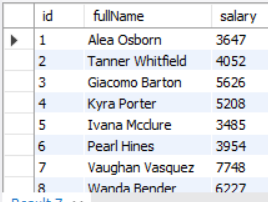 id fullName salary
1 Alea Osborn 3647
2 Tanner Whitfield 4052
3 Giacomo Barton 5626
4 Kyra Porter 5208
5 Ivana Mcclure 3485
6 Pearl Hines 3954
7 Vaughan Vasquez 7748
8 Wanda Bender 6227
Result 7